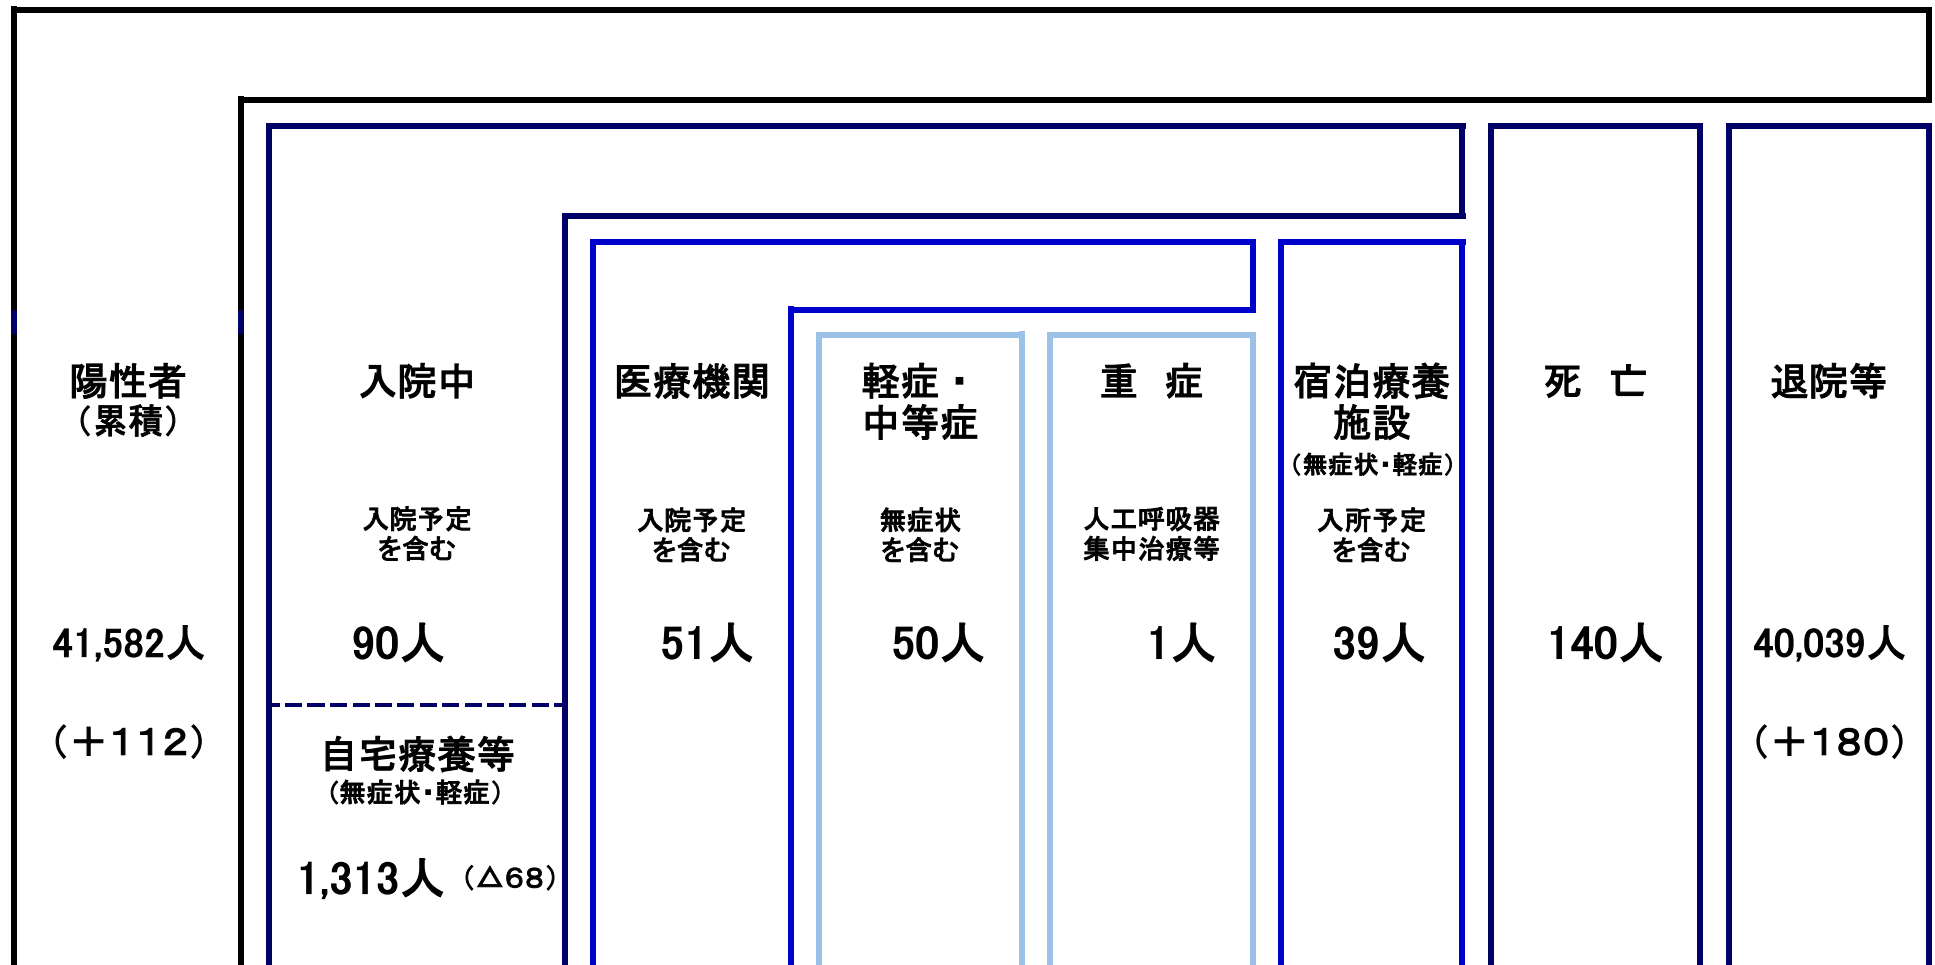 陽性者
（累積）
41,582人
（＋１１２）
入院中
入院予定
を含む
90人
自宅療養等
（無症状・軽症）
1,313人（△68）
医療機関
入院予定
を含む
51人
軽症・
中等症
無症状
を含む
50人
重　症
人工呼吸器
集中治療等
1人
宿泊療養
施設
（無症状・軽症）
入所予定
を含む
39人
死　亡
140人
退院等
40,039人
（＋１８０）